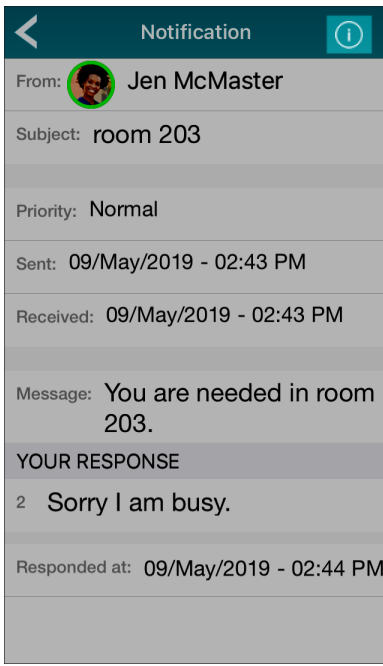 Notification
From: Jen McMaster
Subject: room 203
Priority: Normal
Sent: 09/May/2019 - 02:43 PM
Received: 09/May/2019 - 02:43 PM
Message: You are needed in room
203.
YOUR RESPONSE
2 Sorry I am busy.
Responded at: 09/May/2019 - 02:44 PM